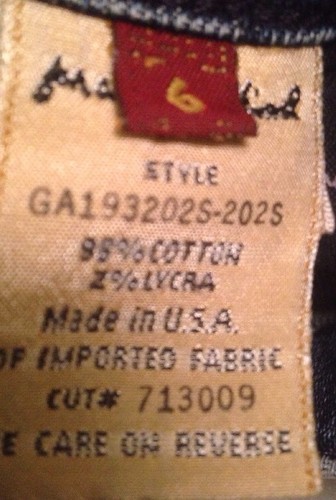 6
STYLE
GA193202S-202S
98% COTTON
2% LYCRA
Made in U.S.A.
OF IMPORTED FABRIC
CUT# 713009
E CARE ON REVERSE